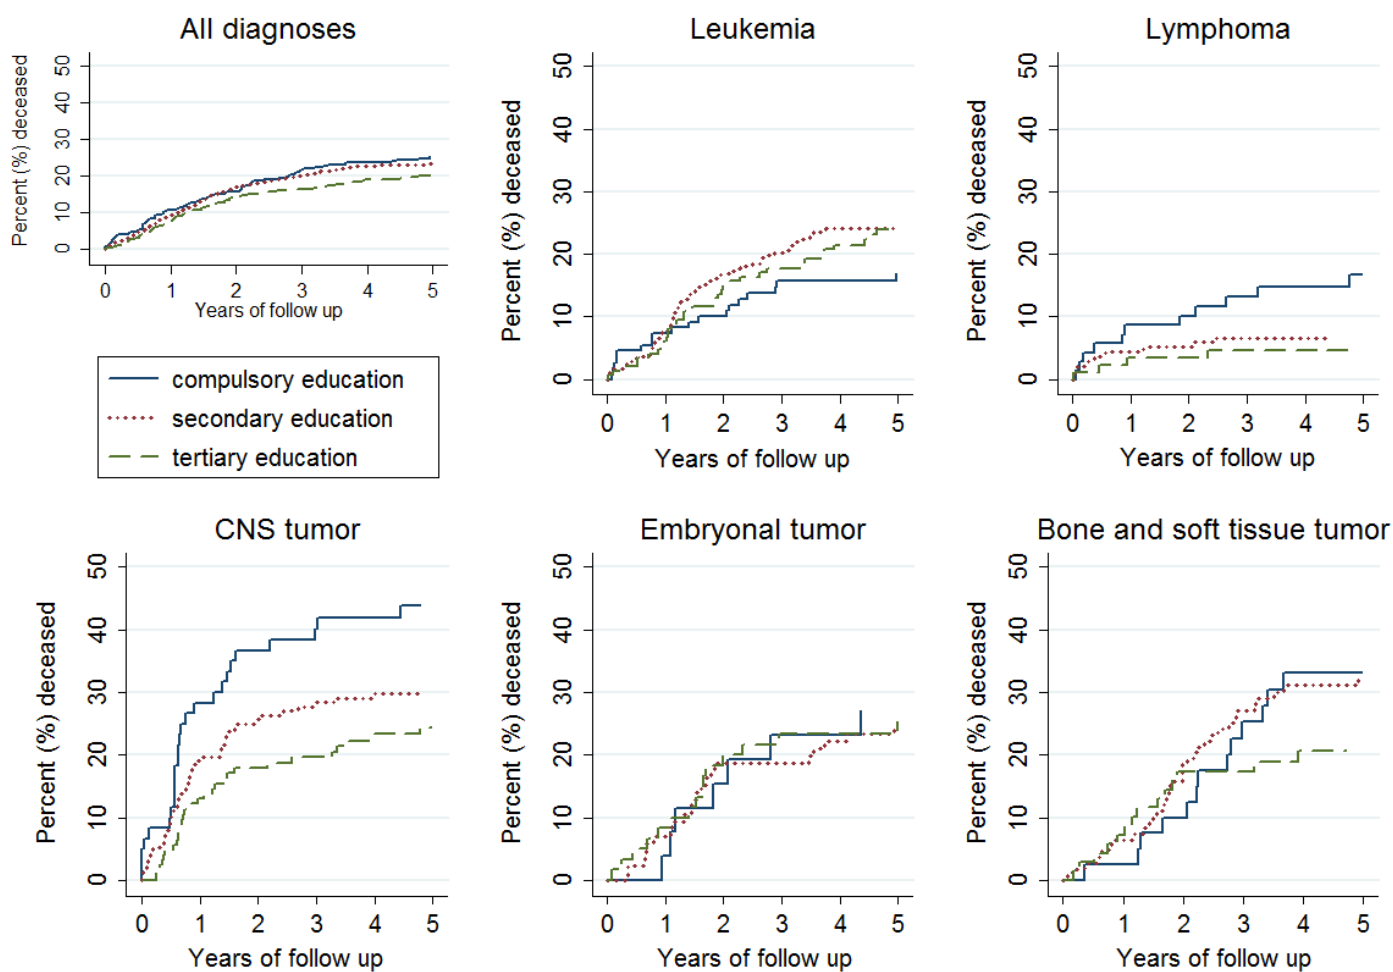 All diagnoses
Percent (%) deceased
50
40
30
20
10
0
0 1 2 3 4 5
Years of follow up
Leukemia
Percent (%) deceased
50
40
30
20
10
0
0 1 2 3 4 5
Years of follow up
Lymphoma
Percent (%) deceased
50
40
30
20
10
0
0 1 2 3 4 5
Years of follow up
compulsory education
secondary education
tertiary education
CNS tumor
Percent (%) deceased
50
40
30
20
10
0
0 1 2 3 4 5
Years of follow up
Embryonal tumor
Percent (%) deceased
50
40
30
20
10
0
0 1 2 3 4 5
Years of follow up
Bone and soft tissue tumor
Percent (%) deceased
50
40
30
20
10
0
0 1 2 3 4 5
Years of follow up